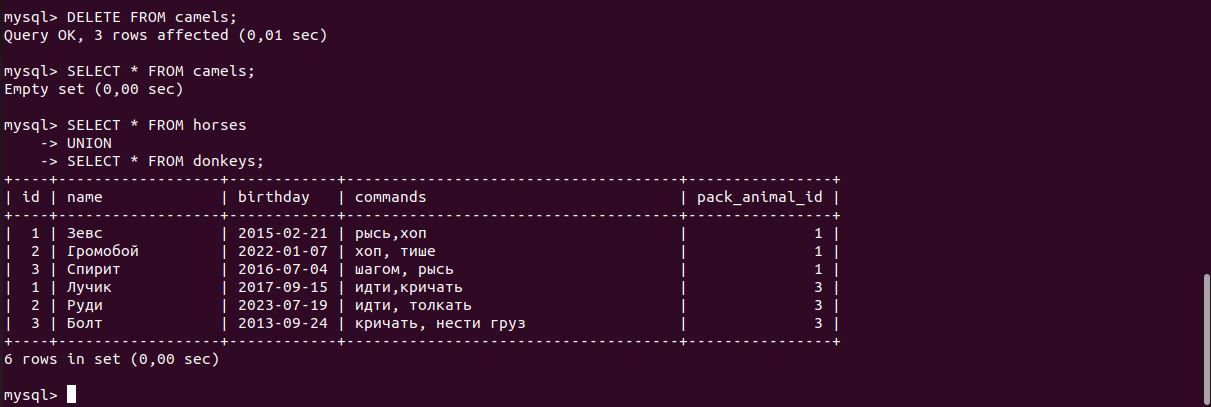 mysql> DELETE FROM camels;
Query OK, 3 rows affected (0,01 sec)
mysql> SELECT * FROM camels;
Empty set (0,00 sec)
mysql> SELECT * FROM horses
    -> UNION
    -> SELECT * FROM donkeys;
+----+------------------+------------+-------------------------------------+----------------+
| id | name             | birthday   | commands                            | pack_animal_id |
+----+------------------+------------+-------------------------------------+----------------+
|  1 | Зевс             | 2015-02-21 | рысь,хоп                            |              1 |
|  2 | Громобой         | 2022-01-07 | хоп, тише                           |              1 |
|  3 | Спирит           | 2016-07-04 | шагом, рысь                         |              1 |
|  1 | Лучик            | 2017-09-15 | идти,кричать                        |              3 |
|  2 | Руди             | 2023-07-19 | идти, толкать                       |              3 |
|  3 | Болт             | 2013-09-24 | кричать, нести груз                 |              3 |
+----+------------------+------------+-------------------------------------+----------------+
6 rows in set (0,00 sec)
mysql>